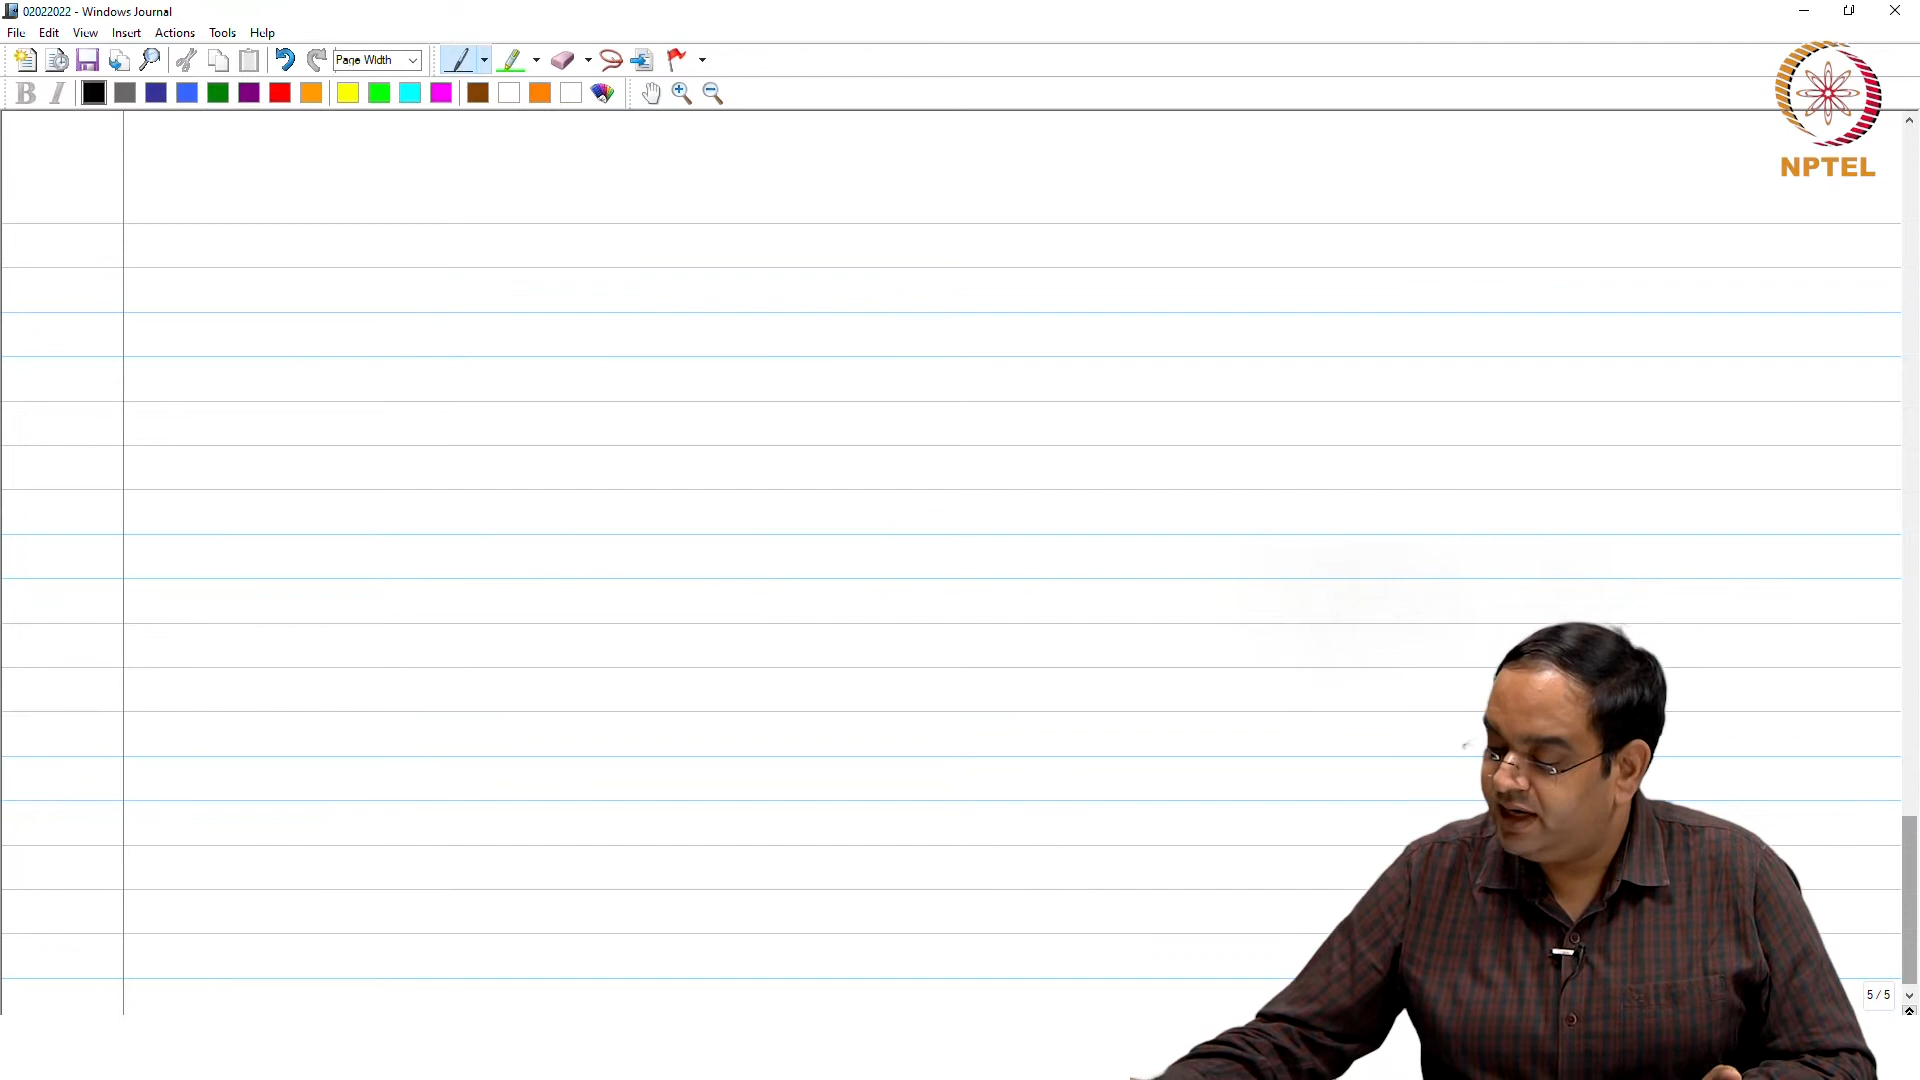 02022022 - Windows Journal
File Edit View Insert Actions Tools Help
Page Width
B I
NPTEL
5 / 5